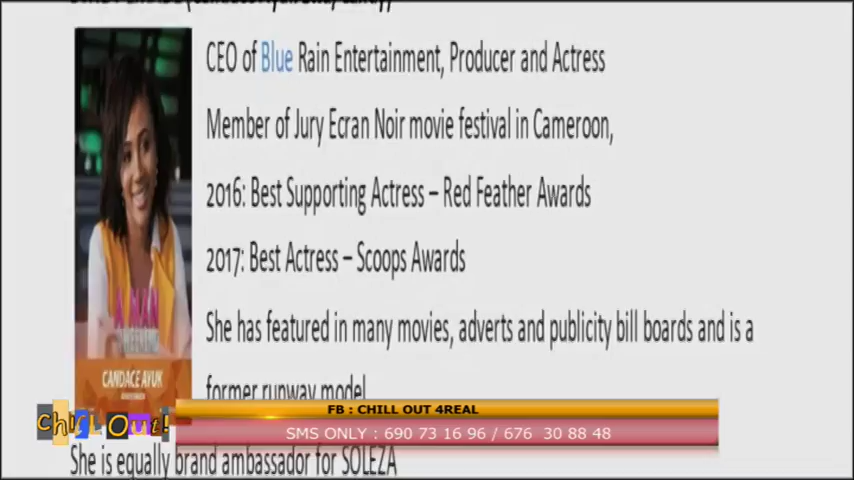 CEO of Blue Rain Entertainment, Producer and Actress
Member of Jury Ecran Noir movie festival in Cameroon,
2016: Best Supporting Actress – Red Feather Awards
2017: Best Actress – Scoops Awards
She has featured in many movies, adverts and publicity bill boards and is a
former runway model
A MAN
CANDACE AYUK
chiLL Out!
FB : CHILL OUT 4REAL
SMS ONLY : 690 73 16 96 / 676 30 88 48
She is equally brand ambassador for SOLEZA